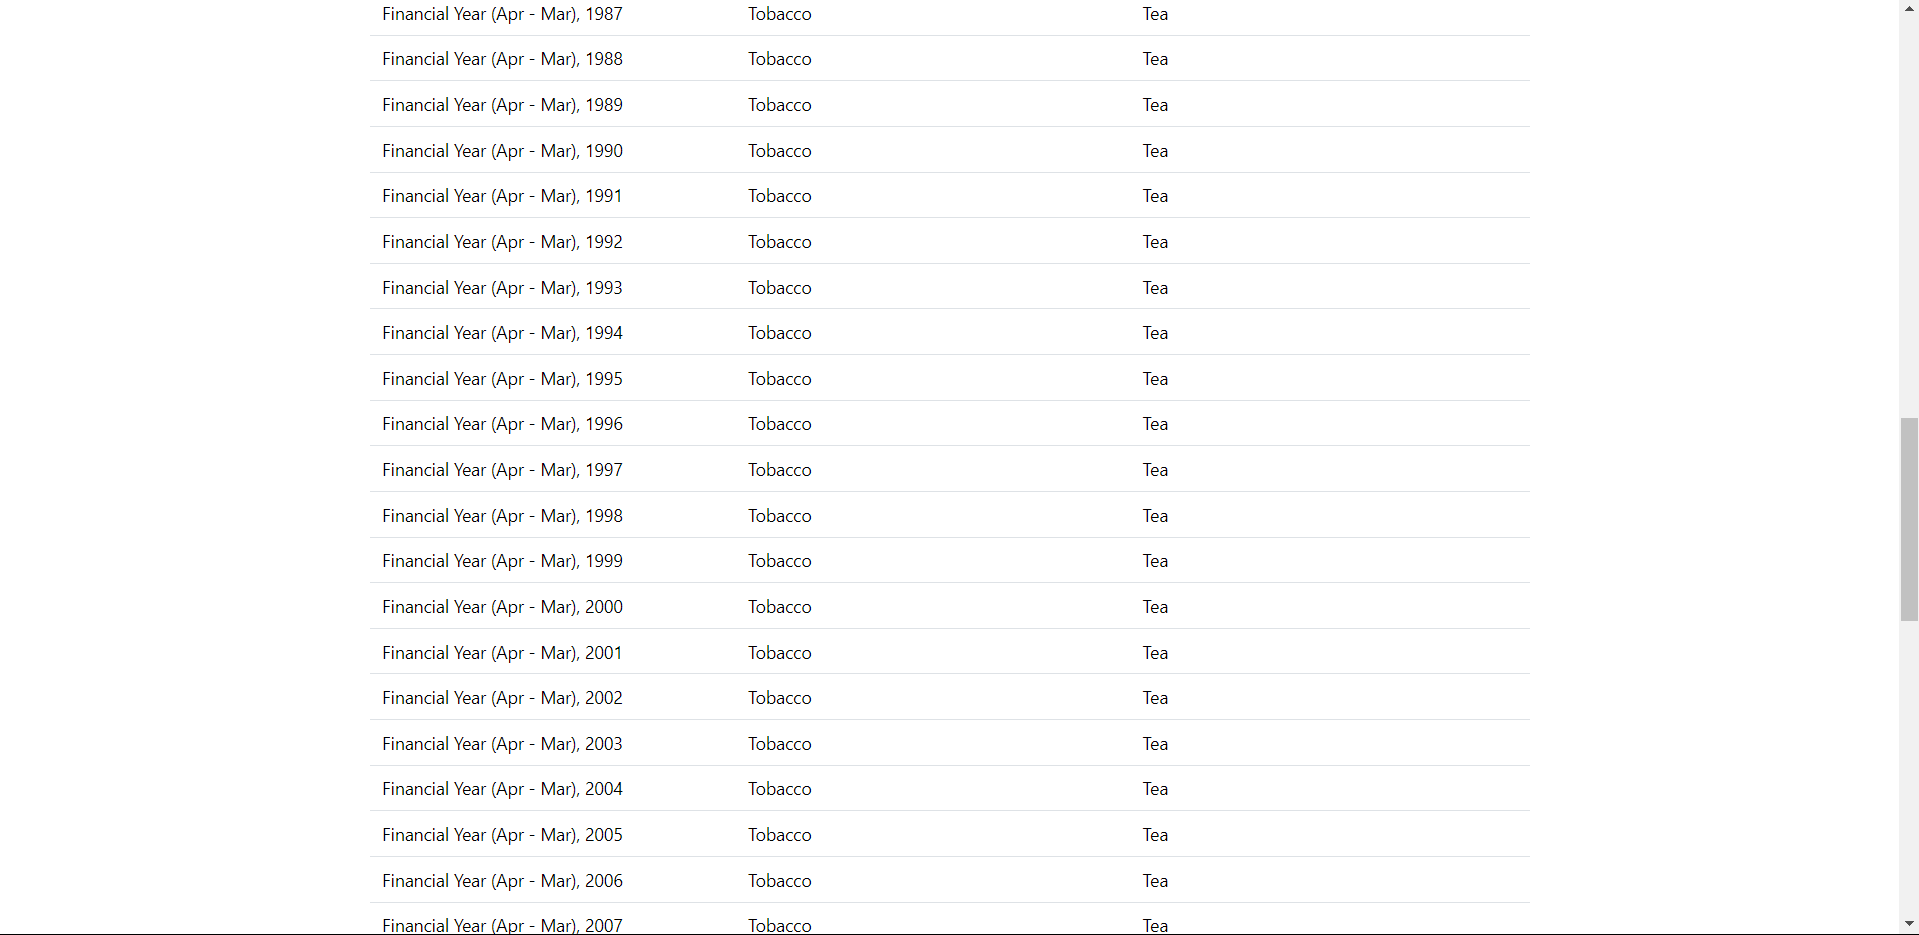 Financial Year (Apr - Mar), 1987 Tobacco Tea
Financial Year (Apr - Mar), 1988 Tobacco Tea
Financial Year (Apr - Mar), 1989 Tobacco Tea
Financial Year (Apr - Mar), 1990 Tobacco Tea
Financial Year (Apr - Mar), 1991 Tobacco Tea
Financial Year (Apr - Mar), 1992 Tobacco Tea
Financial Year (Apr - Mar), 1993 Tobacco Tea
Financial Year (Apr - Mar), 1994 Tobacco Tea
Financial Year (Apr - Mar), 1995 Tobacco Tea
Financial Year (Apr - Mar), 1996 Tobacco Tea
Financial Year (Apr - Mar), 1997 Tobacco Tea
Financial Year (Apr - Mar), 1998 Tobacco Tea
Financial Year (Apr - Mar), 1999 Tobacco Tea
Financial Year (Apr - Mar), 2000 Tobacco Tea
Financial Year (Apr - Mar), 2001 Tobacco Tea
Financial Year (Apr - Mar), 2002 Tobacco Tea
Financial Year (Apr - Mar), 2003 Tobacco Tea
Financial Year (Apr - Mar), 2004 Tobacco Tea
Financial Year (Apr - Mar), 2005 Tobacco Tea
Financial Year (Apr - Mar), 2006 Tobacco Tea
Financial Year (Apr - Mar), 2007 Tobacco Tea